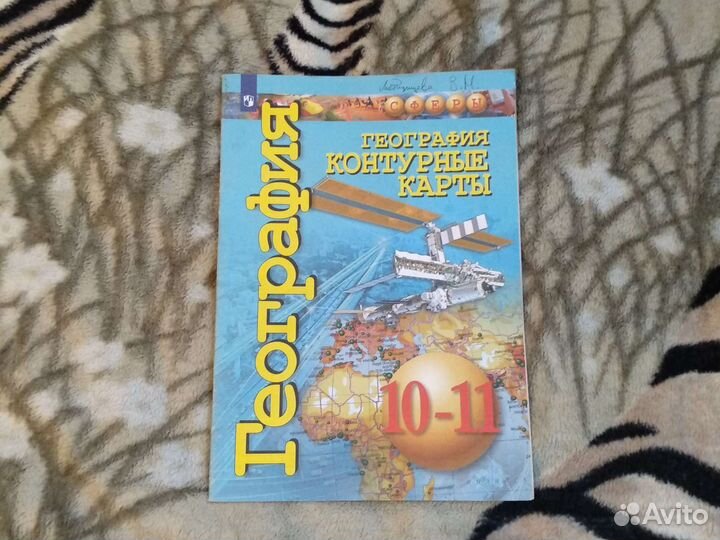 В.Н.
СФЕРЫ
ГЕОГРАФИЯ
КОНТУРНЫЕ
КАРТЫ
География
10-11
Avito